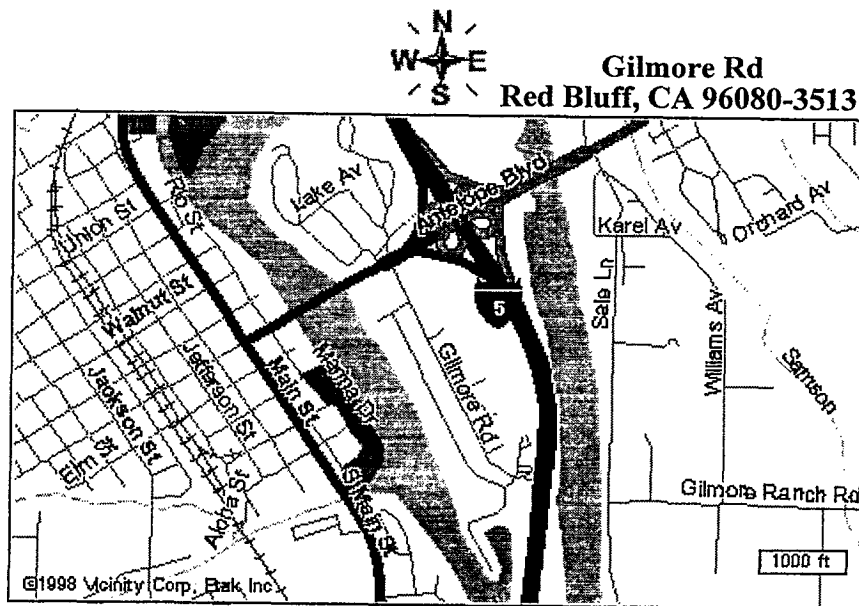 N
W E
S
Gilmore Rd
Red Bluff, CA 96080-3513
Rio St
Lake Av
Antelope Blvd
Karel Av
Orchard Av
Union St
Walnut St
Sale Ln
5
Williams Av
Samson
Jackson St
Jefferson St
Main St
Marina Dr
Gilmore Rd
Elm St
Aloha St
S Main St
Gilmore Ranch Rd
1000 ft
©1998 Vicinity Corp, Etak Inc